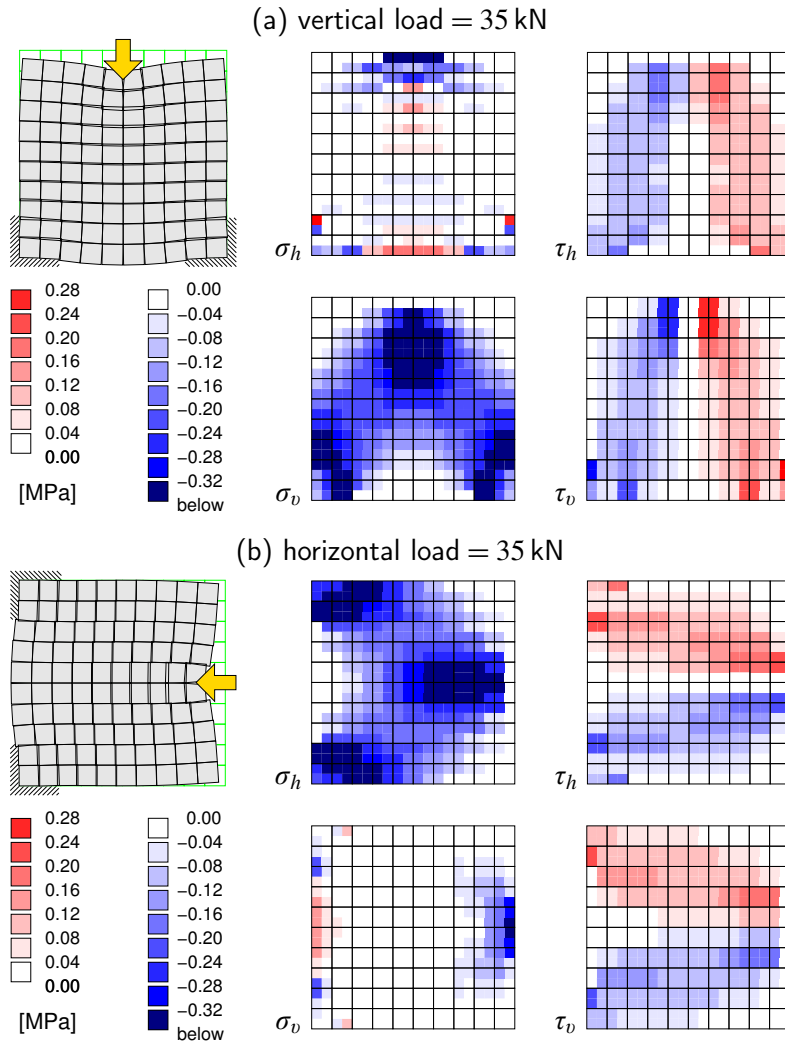 (a) vertical load = 35 kN
σh
τh
0.28
0.24
0.20
0.16
0.12
0.08
0.04
0.00
[MPa]
0.00
−0.04
−0.08
−0.12
−0.16
−0.20
−0.24
−0.28
−0.32
below
σv
τv
(b) horizontal load = 35 kN
σh
τh
0.28
0.24
0.20
0.16
0.12
0.08
0.04
0.00
[MPa]
0.00
−0.04
−0.08
−0.12
−0.16
−0.20
−0.24
−0.28
−0.32
below
σv
τv